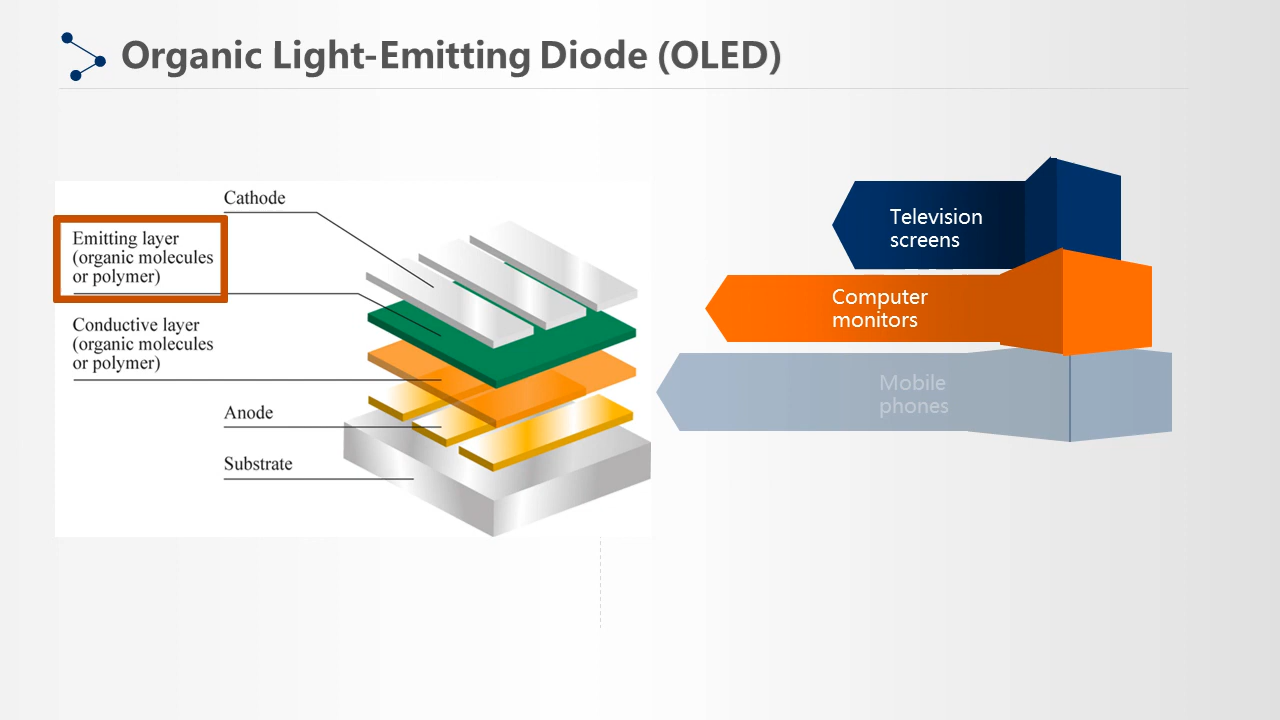 Organic Light-Emitting Diode (OLED)
Cathode
Emitting layer
(organic molecules
or polymer)
Conductive layer
(organic molecules
or polymer)
Anode
Substrate
Television
screens
Computer
monitors
Mobile
phones